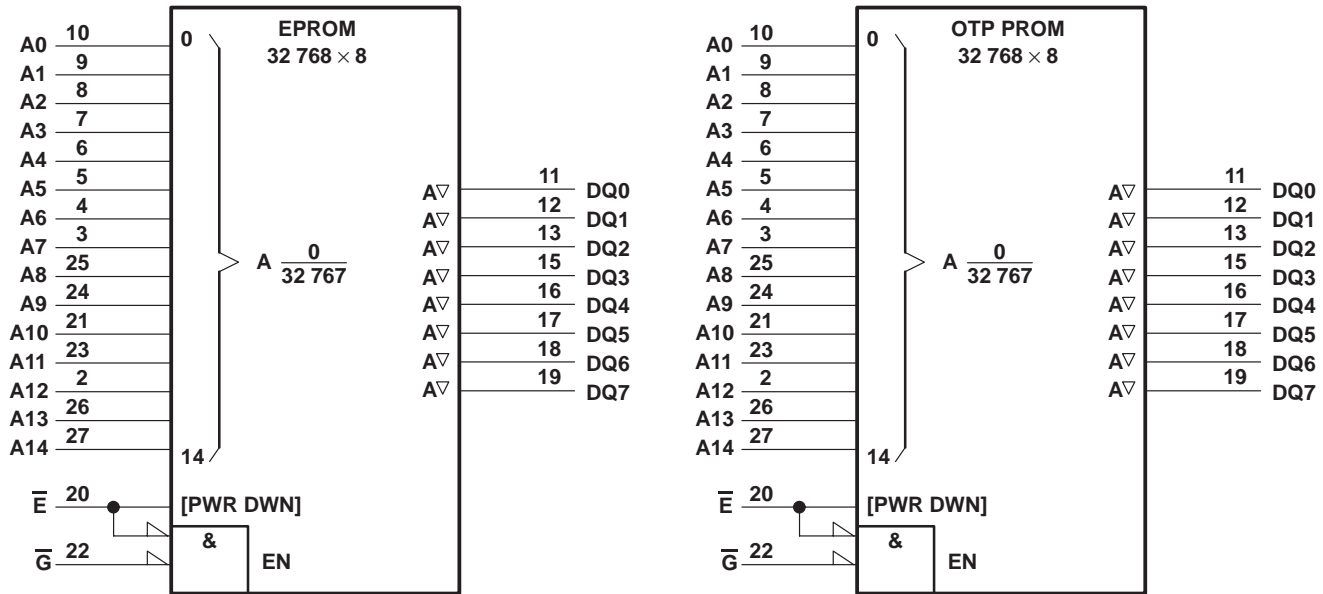 EPROM
32 768 × 8
A0 10 0
A1 9
A2 8
A3 7
A4 6
A5 5
A6 4
A7 3
A8 25
A9 24
A10 21
A11 23
A12 2
A13 26
A14 27 14
A 0
32 767
A▽ 11 DQ0
A▽ 12 DQ1
A▽ 13 DQ2
A▽ 15 DQ3
A▽ 16 DQ4
A▽ 17 DQ5
A▽ 18 DQ6
A▽ 19 DQ7
E̅ 20 [PWR DWN]
&
G̅ 22 EN
OTP PROM
32 768 × 8
A0 10 0
A1 9
A2 8
A3 7
A4 6
A5 5
A6 4
A7 3
A8 25
A9 24
A10 21
A11 23
A12 2
A13 26
A14 27 14
A 0
32 767
A▽ 11 DQ0
A▽ 12 DQ1
A▽ 13 DQ2
A▽ 15 DQ3
A▽ 16 DQ4
A▽ 17 DQ5
A▽ 18 DQ6
A▽ 19 DQ7
E̅ 20 [PWR DWN]
&
G̅ 22 EN